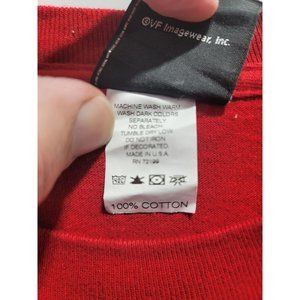 ©VF Imagewear, Inc.
MACHINE WASH WARM
WASH DARK COLORS
SEPARATELY
NO BLEACH
TUMBLE DRY LOW
DO NOT IRON
IF DECORATED.
MADE IN U.S.A.
RN 72199
100% COTTON